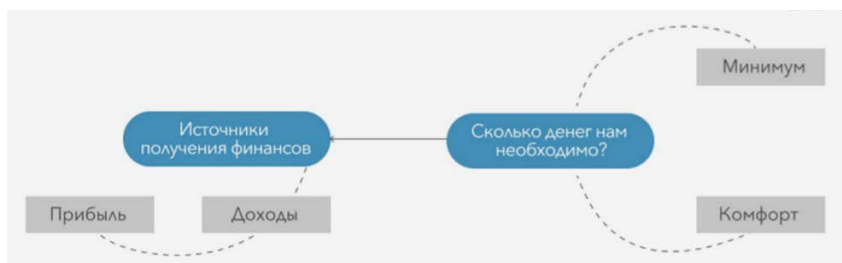 Минимум
Источники
получения финансов
Сколько денег нам
необходимо?
Прибыль
Доходы
Комфорт